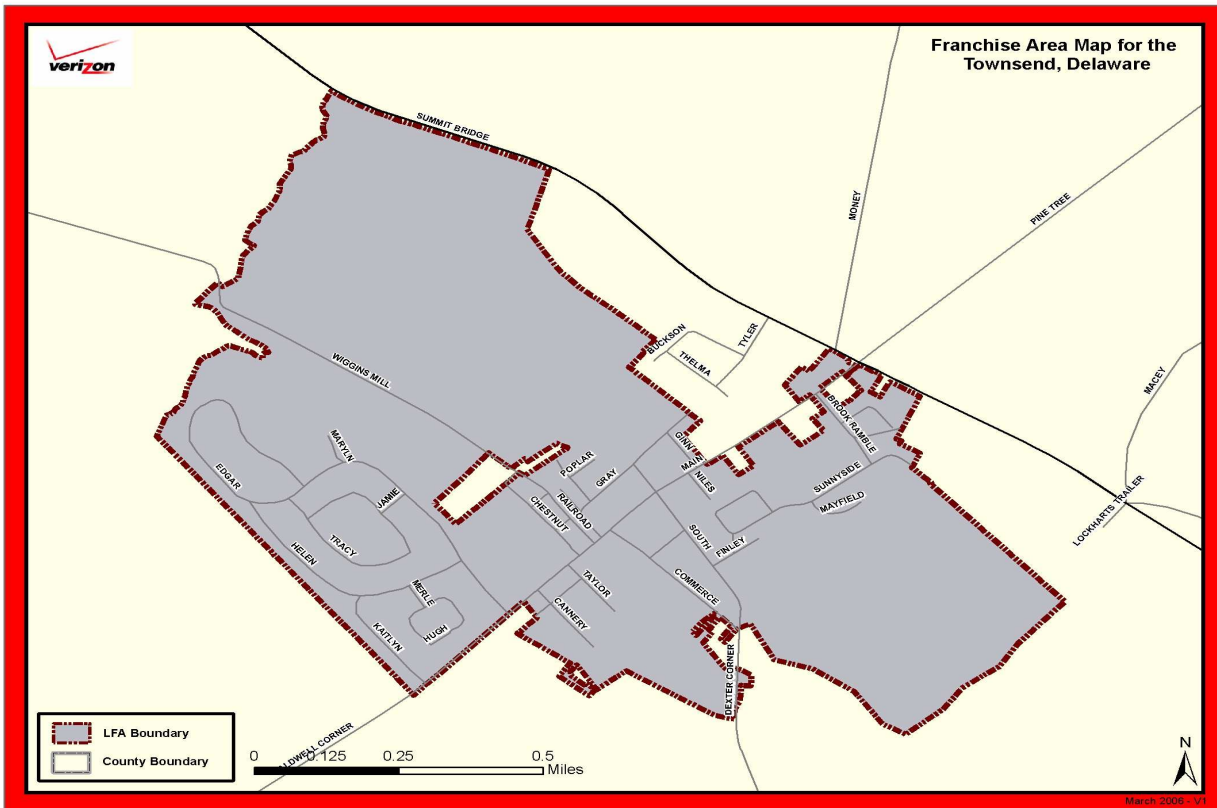 verizon
Franchise Area Map for the
Townsend, Delaware
SUMMIT BRIDGE
MONEY
PINE TREE
BUCKSON
TYLER
THELMA
MACEY
WIGGINS MILL
BROOK RAMBLE
MARYLN
GINN
MAIN
POPLAR
GRAY
NILES
SUNNYSIDE
MAYFIELD
EDGAR
JAMIE
CHESTNUT
RAILROAD
LOCKHARTS TRAILER
TRACY
SOUTH
FINLEY
HELEN
COMMERCE
TAYLOR
MERLE
CANNERY
HUGH
KAITLYN
DEXTER CORNER
ALDWELL CORNER
LFA Boundary
County Boundary
0 0.125 0.25 0.5
Miles
N
March 2006 - V1